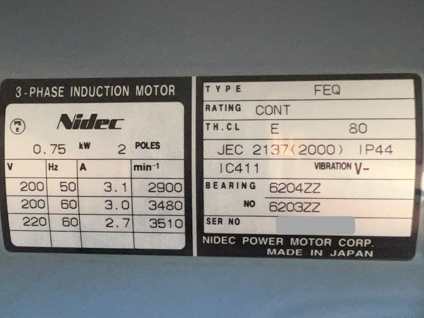 3-PHASE INDUCTION MOTOR
PS E
Nidec
0.75 kW 2 POLES
V Hz A min⁻¹
200 50 3.1 2900
200 60 3.0 3480
220 60 2.7 3510
TYPE FEQ
RATING CONT
TH.CL E 80
JEC 2137(2000) IP44
IC411 VIBRATION V-
BEARING 6204ZZ
NO 6203ZZ
SER NO
NIDEC POWER MOTOR CORP.
MADE IN JAPAN